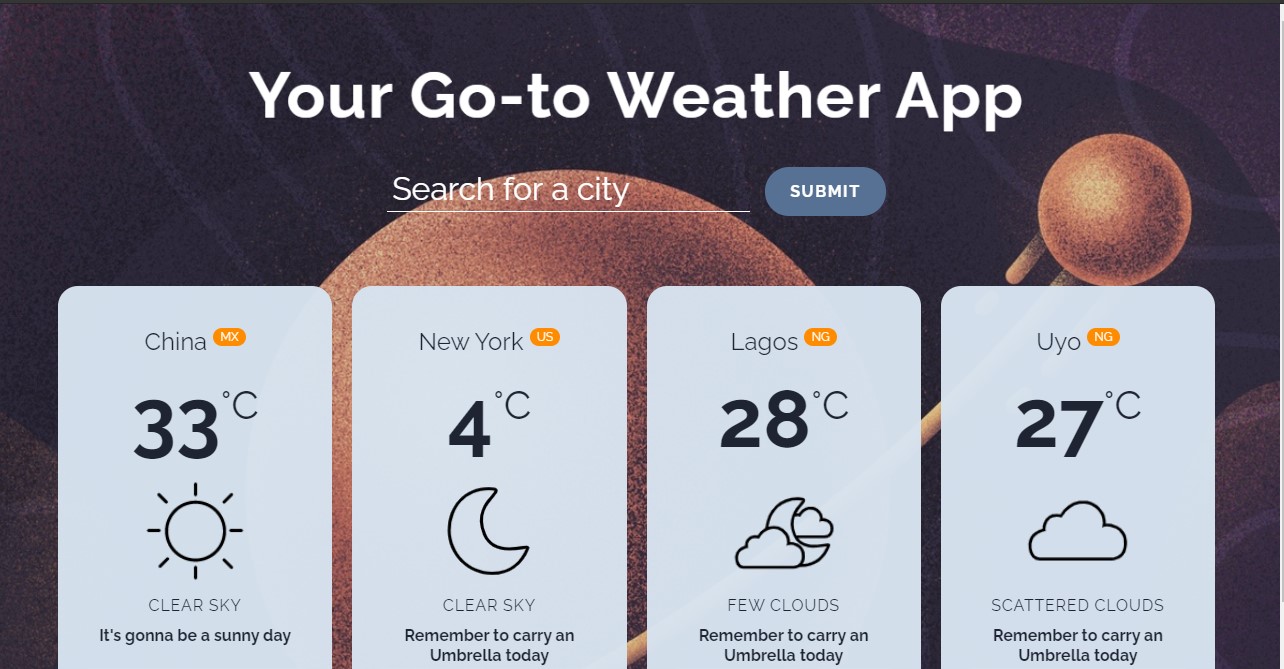 Your Go-to Weather App
Search for a city
SUBMIT
China MX
33°C
CLEAR SKY
It's gonna be a sunny day
New York US
4°C
CLEAR SKY
Remember to carry an
Umbrella today
Lagos NG
28°C
FEW CLOUDS
Remember to carry an
Umbrella today
Uyo NG
27°C
SCATTERED CLOUDS
Remember to carry an
Umbrella today